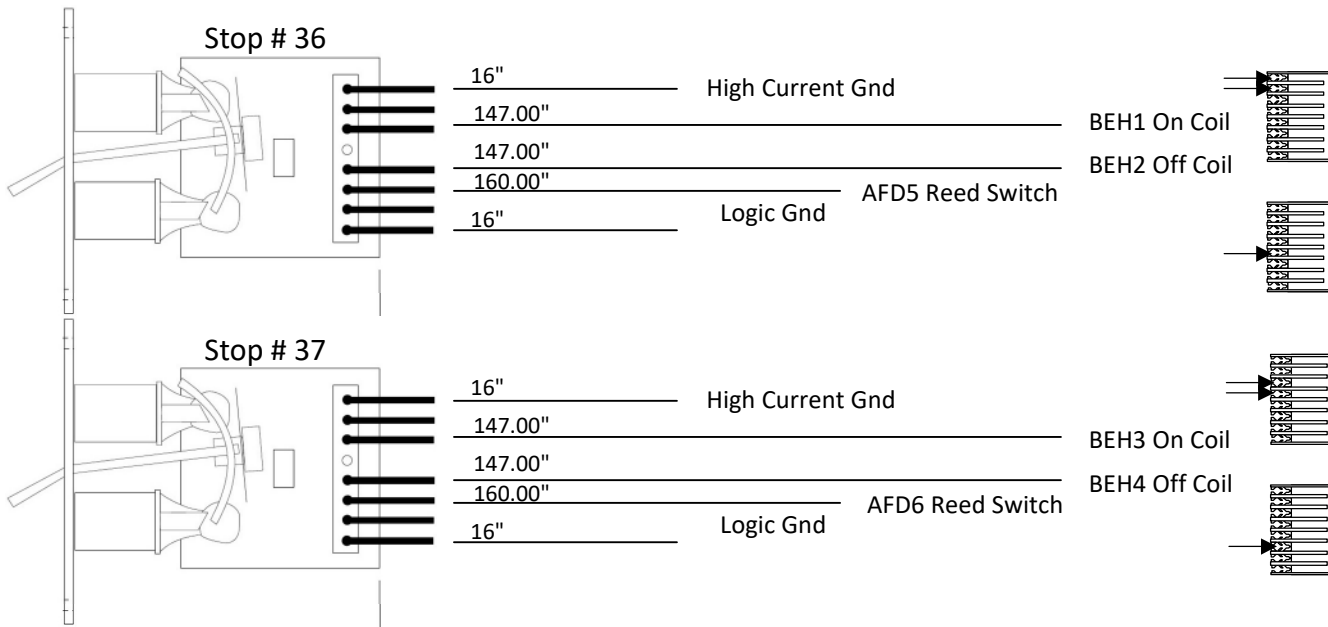 Stop # 36
16"
High Current Gnd
147.00"
BEH1 On Coil
147.00"
BEH2 Off Coil
160.00"
AFD5 Reed Switch
Logic Gnd
16"
Stop # 37
16"
High Current Gnd
147.00"
BEH3 On Coil
147.00"
BEH4 Off Coil
160.00"
AFD6 Reed Switch
Logic Gnd
16"